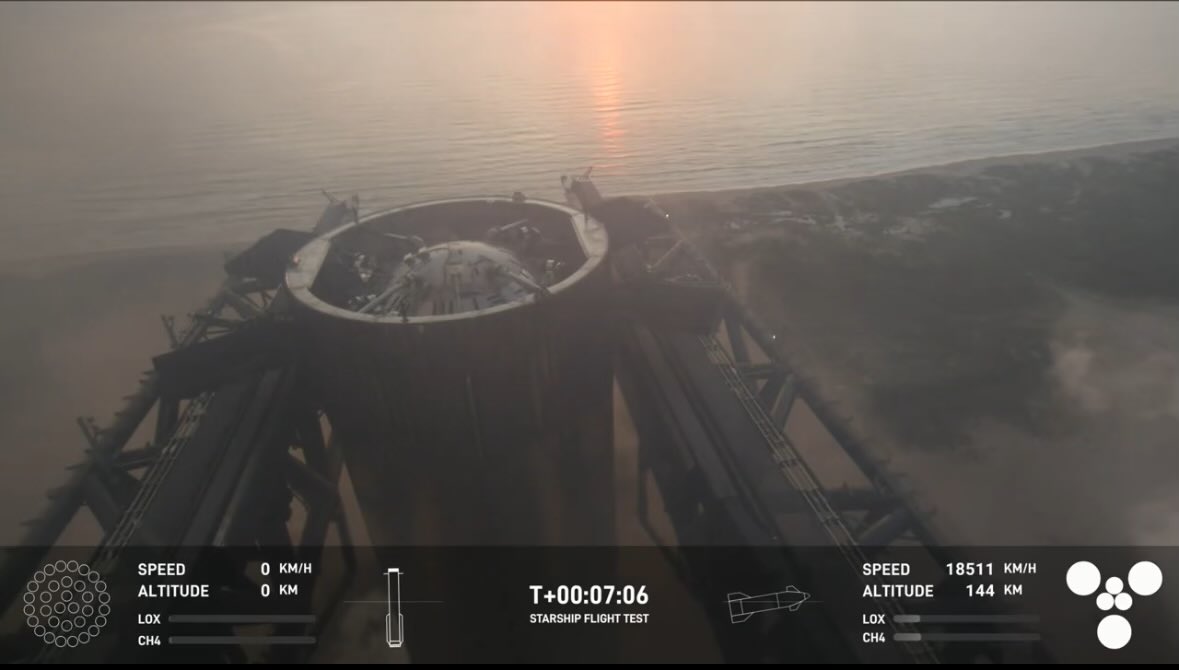 SPEED 0 KM/H
ALTITUDE 0 KM
LOX
CH4
T+00:07:06
STARSHIP FLIGHT TEST
SPEED 18511 KM/H
ALTITUDE 144 KM
LOX
CH4